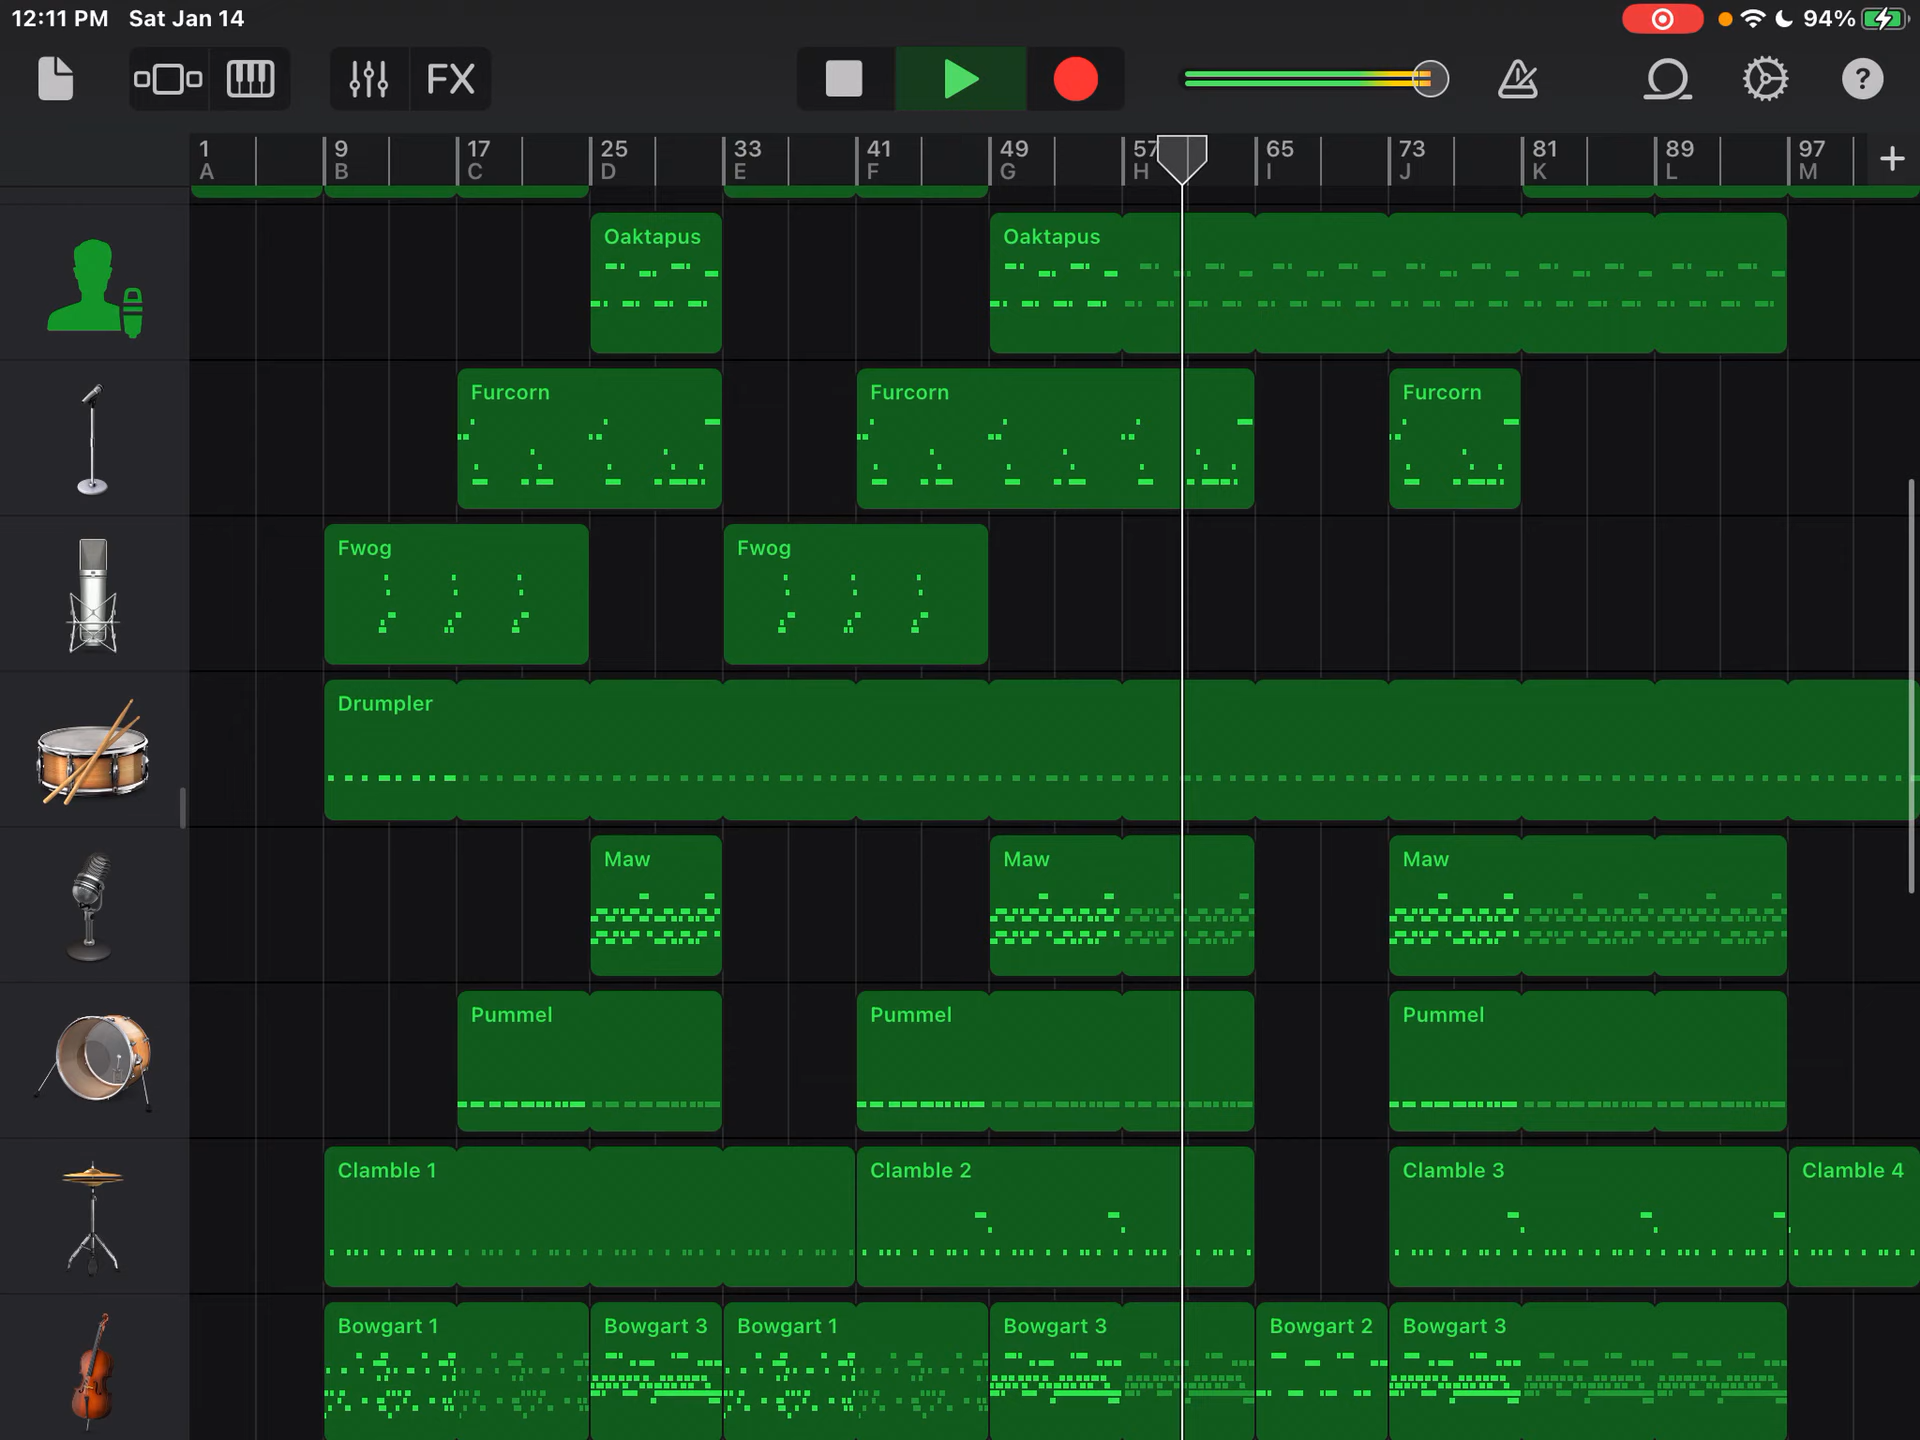 12:11 PM Sat Jan 14 94%
FX ?
1 9 17 25 33 41 49 57 65 73 81 89 97 +
A B C D E F G H I J K L M
Oaktapus Oaktapus
Furcorn Furcorn Furcorn
Fwog Fwog
Drumpler
Maw Maw Maw
Pummel Pummel Pummel
Clamble 1 Clamble 2 Clamble 3 Clamble 4
Bowgart 1 Bowgart 3 Bowgart 1 Bowgart 3 Bowgart 2 Bowgart 3